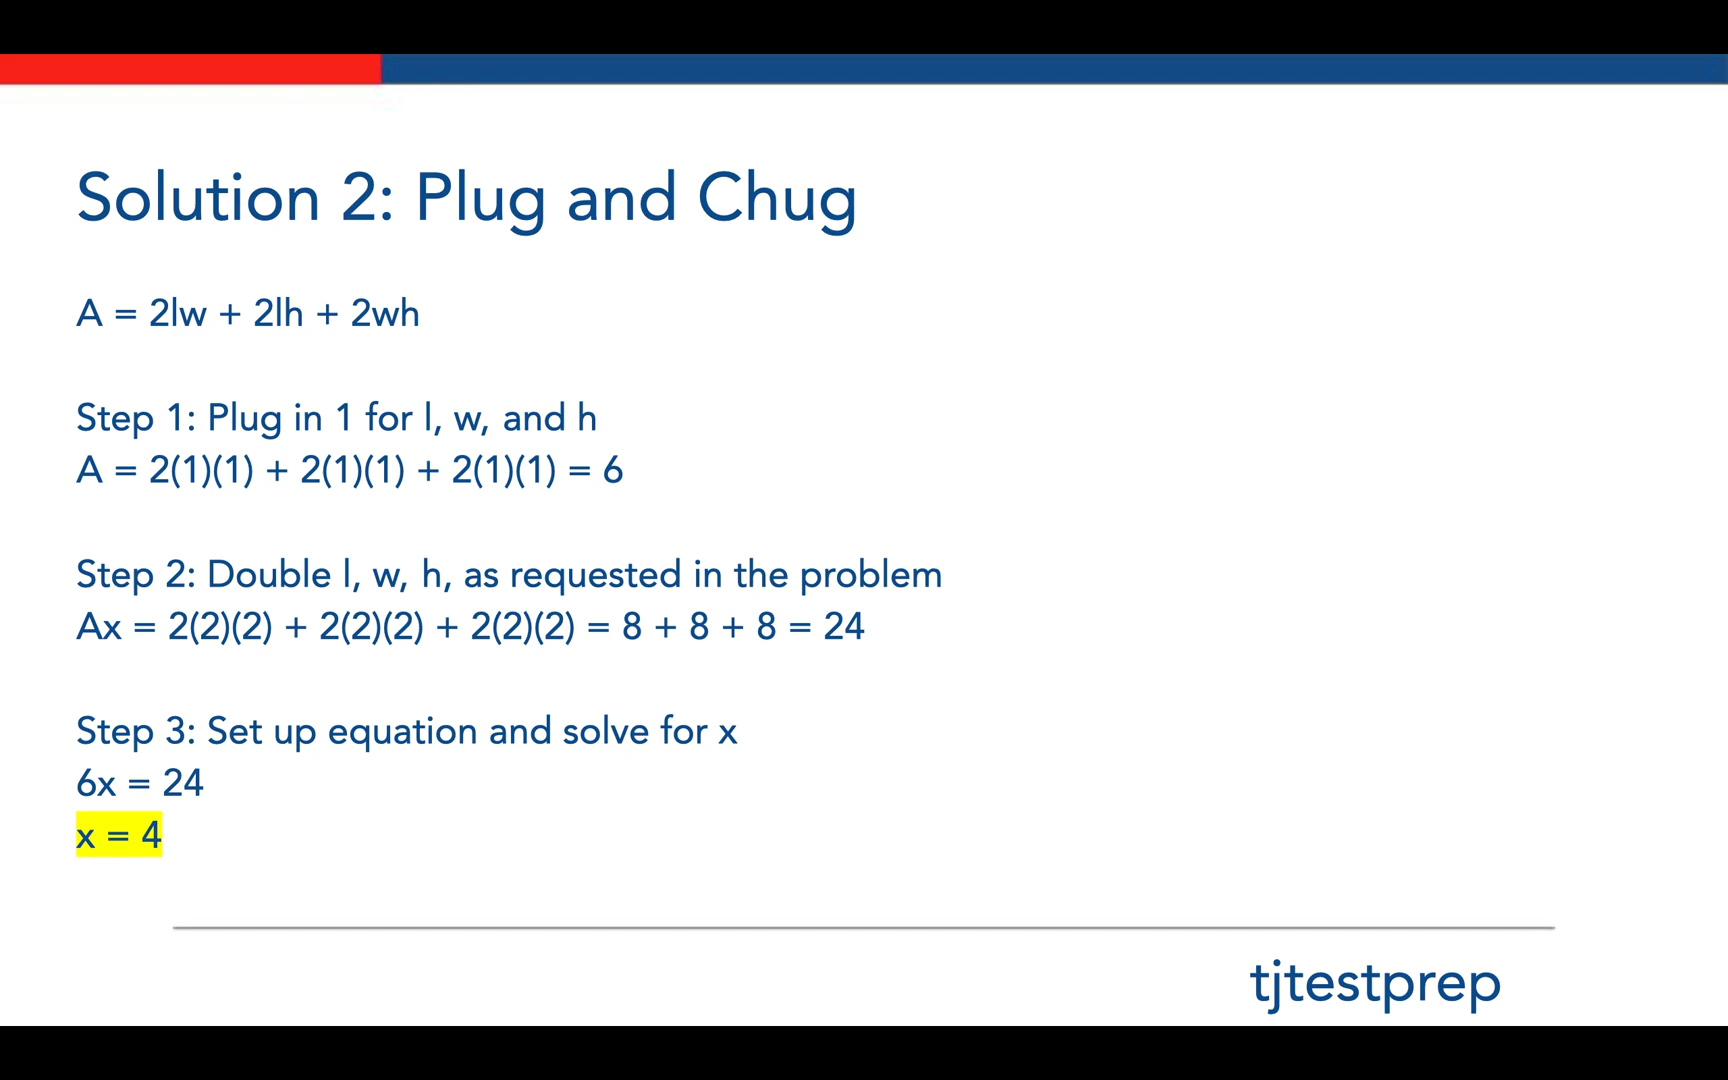 Solution 2: Plug and Chug
A = 2lw + 2lh + 2wh
Step 1: Plug in 1 for l, w, and h
A = 2(1)(1) + 2(1)(1) + 2(1)(1) = 6
Step 2: Double l, w, h, as requested in the problem
Ax = 2(2)(2) + 2(2)(2) + 2(2)(2) = 8 + 8 + 8 = 24
Step 3: Set up equation and solve for x
6x = 24
x = 4
tjtestprep